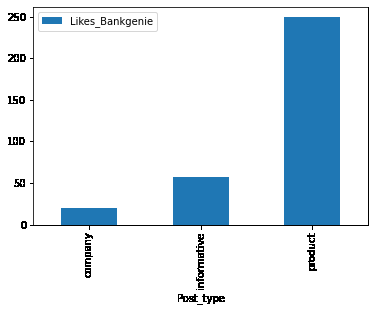 Likes_Bankgenie
250
200
150
100
50
0
company
informative
product
Post_type